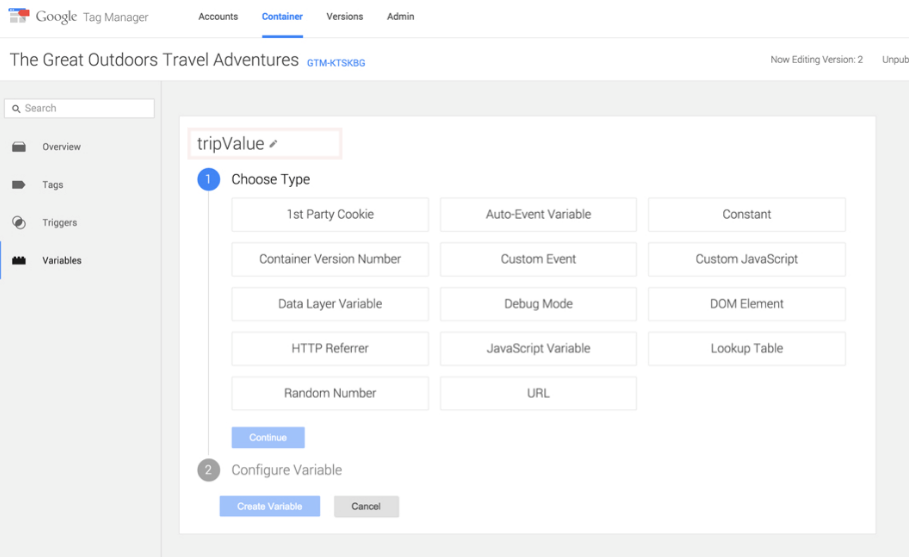 Google Tag Manager Accounts Container Versions Admin
The Great Outdoors Travel Adventures GTM-KTSKBG Now Editing Version: 2 Unpub
Search
Overview
Tags
Triggers
Variables
tripValue
1 Choose Type
1st Party Cookie Auto-Event Variable Constant
Container Version Number Custom Event Custom JavaScript
Data Layer Variable Debug Mode DOM Element
HTTP Referrer JavaScript Variable Lookup Table
Random Number URL
Continue
2 Configure Variable
Create Variable Cancel